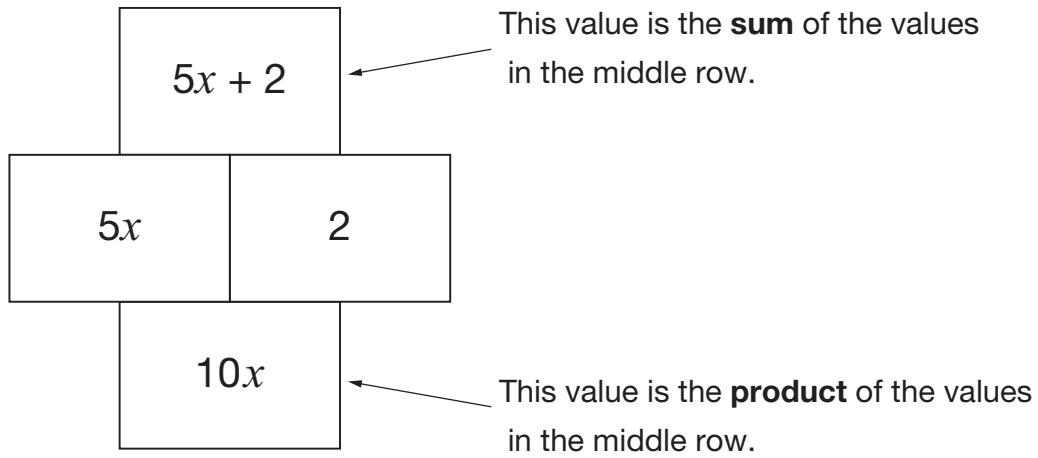 This value is the sum of the values
in the middle row.
5x + 2
5x
2
10x
This value is the product of the values
in the middle row.